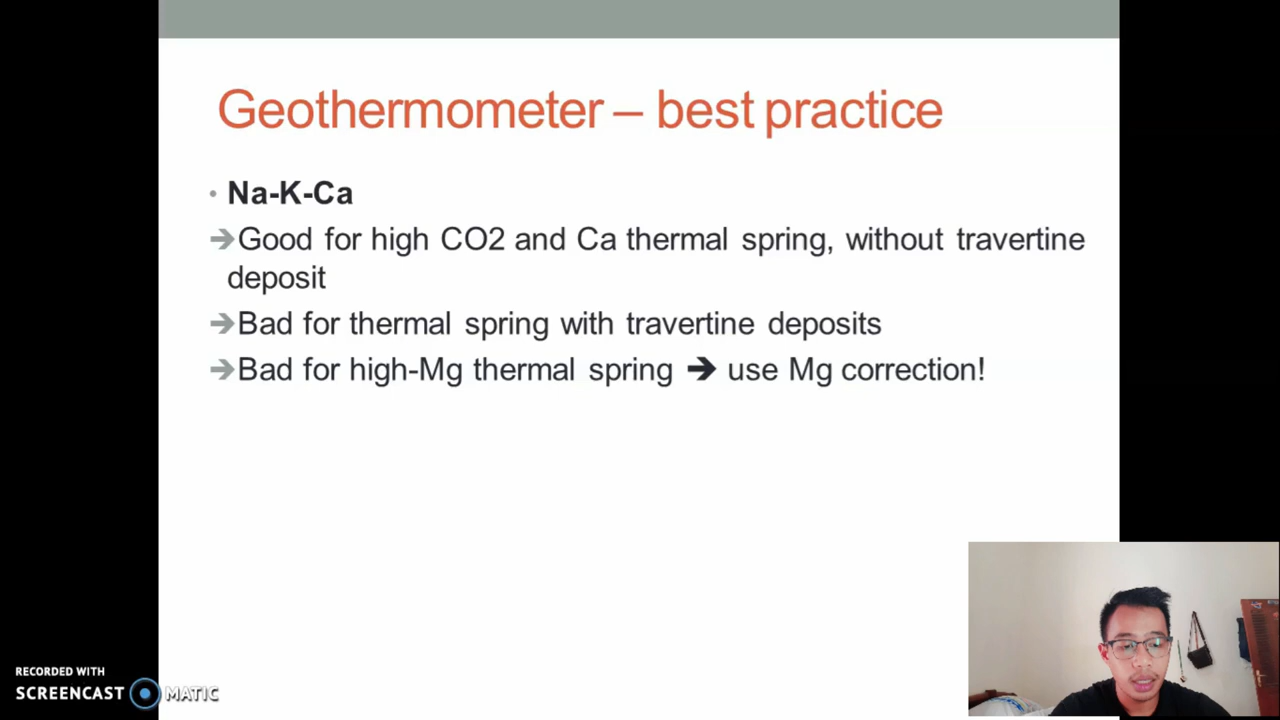 Geothermometer – best practice
• Na-K-Ca
➔Good for high CO2 and Ca thermal spring, without travertine
deposit
➔Bad for thermal spring with travertine deposits
➔Bad for high-Mg thermal spring ➔ use Mg correction!
RECORDED WITH
SCREENCAST MATIC